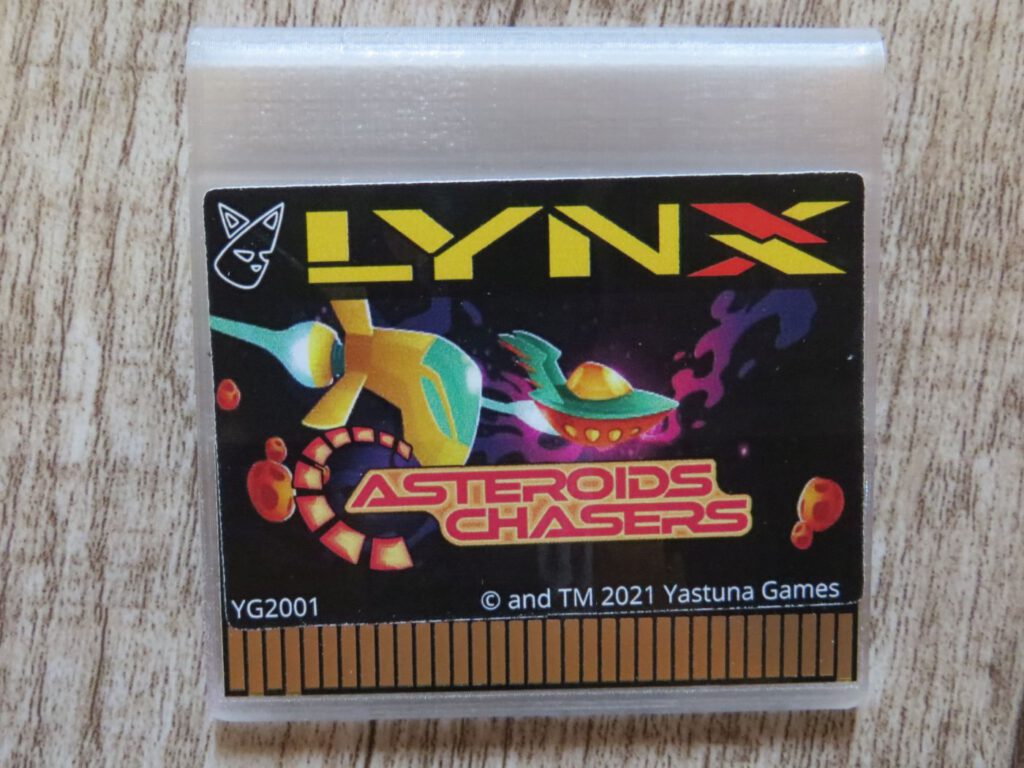 LYNX
ASTEROIDS
CHASERS
YG2001
© and TM 2021 Yastuna Games